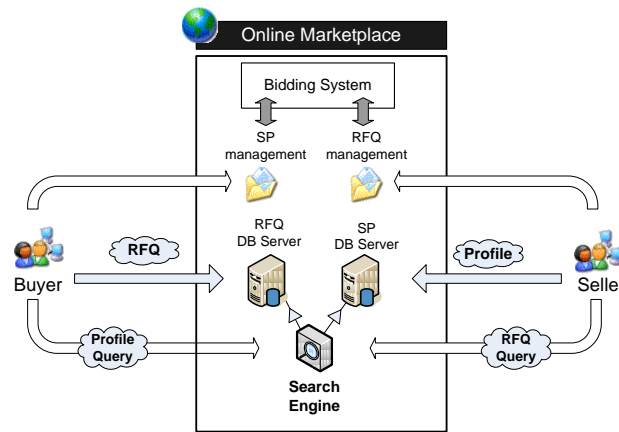 Online Marketplace
Bidding System
SP
management
RFQ
management
RFQ
DB Server
SP
DB Server
RFQ
Profile
Buyer
Selle
Profile
Query
RFQ
Query
Search
Engine